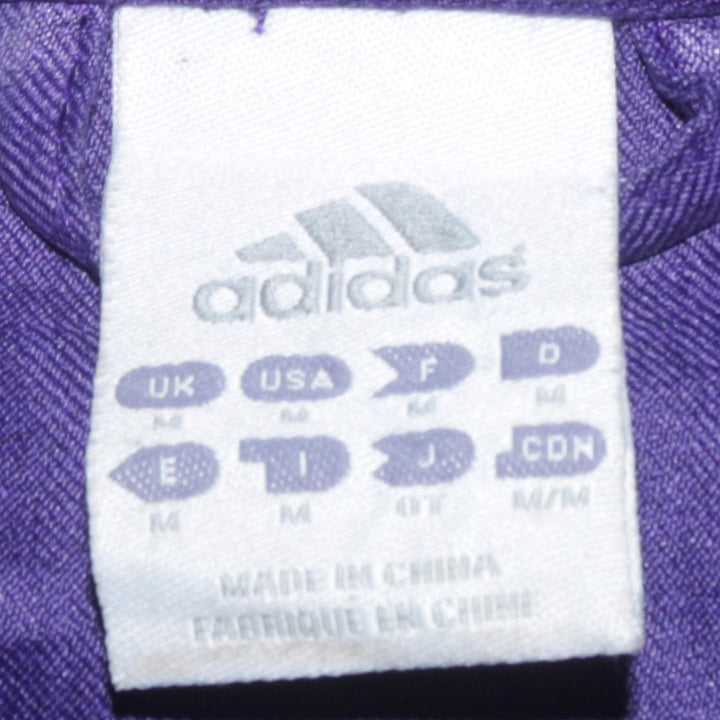 adidas
UK USA F D
M M M M
E I J CDN
M M OT M/M
MADE IN CHINA
FABRIQUE EN CHINE